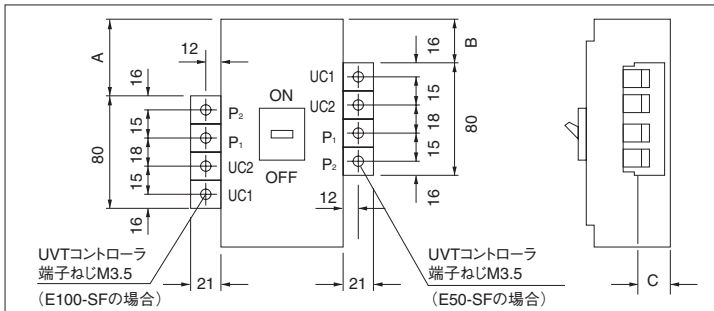 A
12
16
15
18
15
16
80
P₂
P₁
UC2
UC1
21
ON
OFF
B
16
UC1
UC2
P₁
P₂
15
18
15
16
80
12
21
C
UVTコントローラ
端子ねじM3.5
(E100-SFの場合)
UVTコントローラ
端子ねじM3.5
(E50-SFの場合)